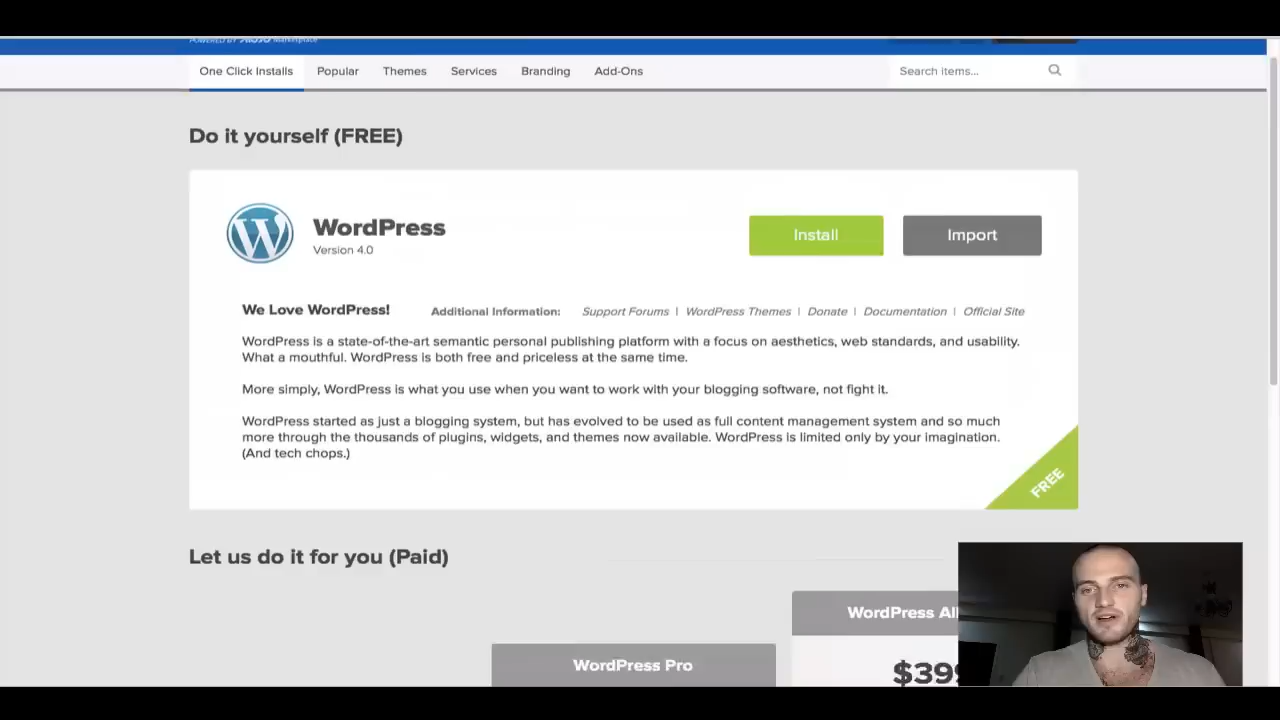 POWERED BY MOJO Marketplace
One Click Installs Popular Themes Services Branding Add-Ons Search items...
Do it yourself (FREE)
WordPress Install Import
Version 4.0
We Love WordPress! Additional Information: Support Forums | WordPress Themes | Donate | Documentation | Official Site
WordPress is a state-of-the-art semantic personal publishing platform with a focus on aesthetics, web standards, and usability.
What a mouthful. WordPress is both free and priceless at the same time.
More simply, WordPress is what you use when you want to work with your blogging software, not fight it.
WordPress started as just a blogging system, but has evolved to be used as full content management system and so much
more through the thousands of plugins, widgets, and themes now available. WordPress is limited only by your imagination.
(And tech chops.)
FREE
Let us do it for you (Paid)
WordPress All
WordPress Pro
$399